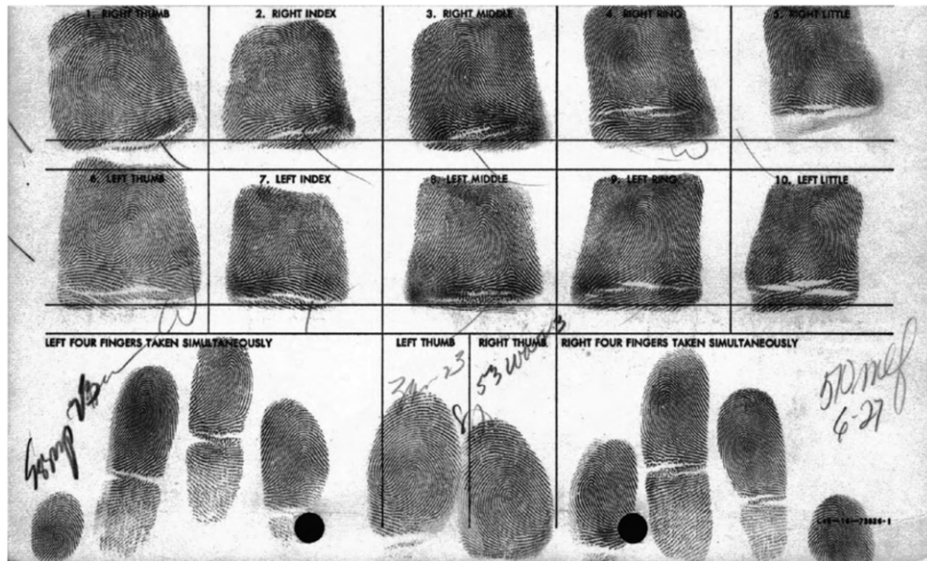 1. RIGHT THUMB 2. RIGHT INDEX 3. RIGHT MIDDLE 4. RIGHT RING 5. RIGHT LITTLE
6. LEFT THUMB 7. LEFT INDEX 8. LEFT MIDDLE 9. LEFT RING 10. LEFT LITTLE
LEFT FOUR FINGERS TAKEN SIMULTANEOUSLY LEFT THUMB RIGHT THUMB RIGHT FOUR FINGERS TAKEN SIMULTANEOUSLY
6-27